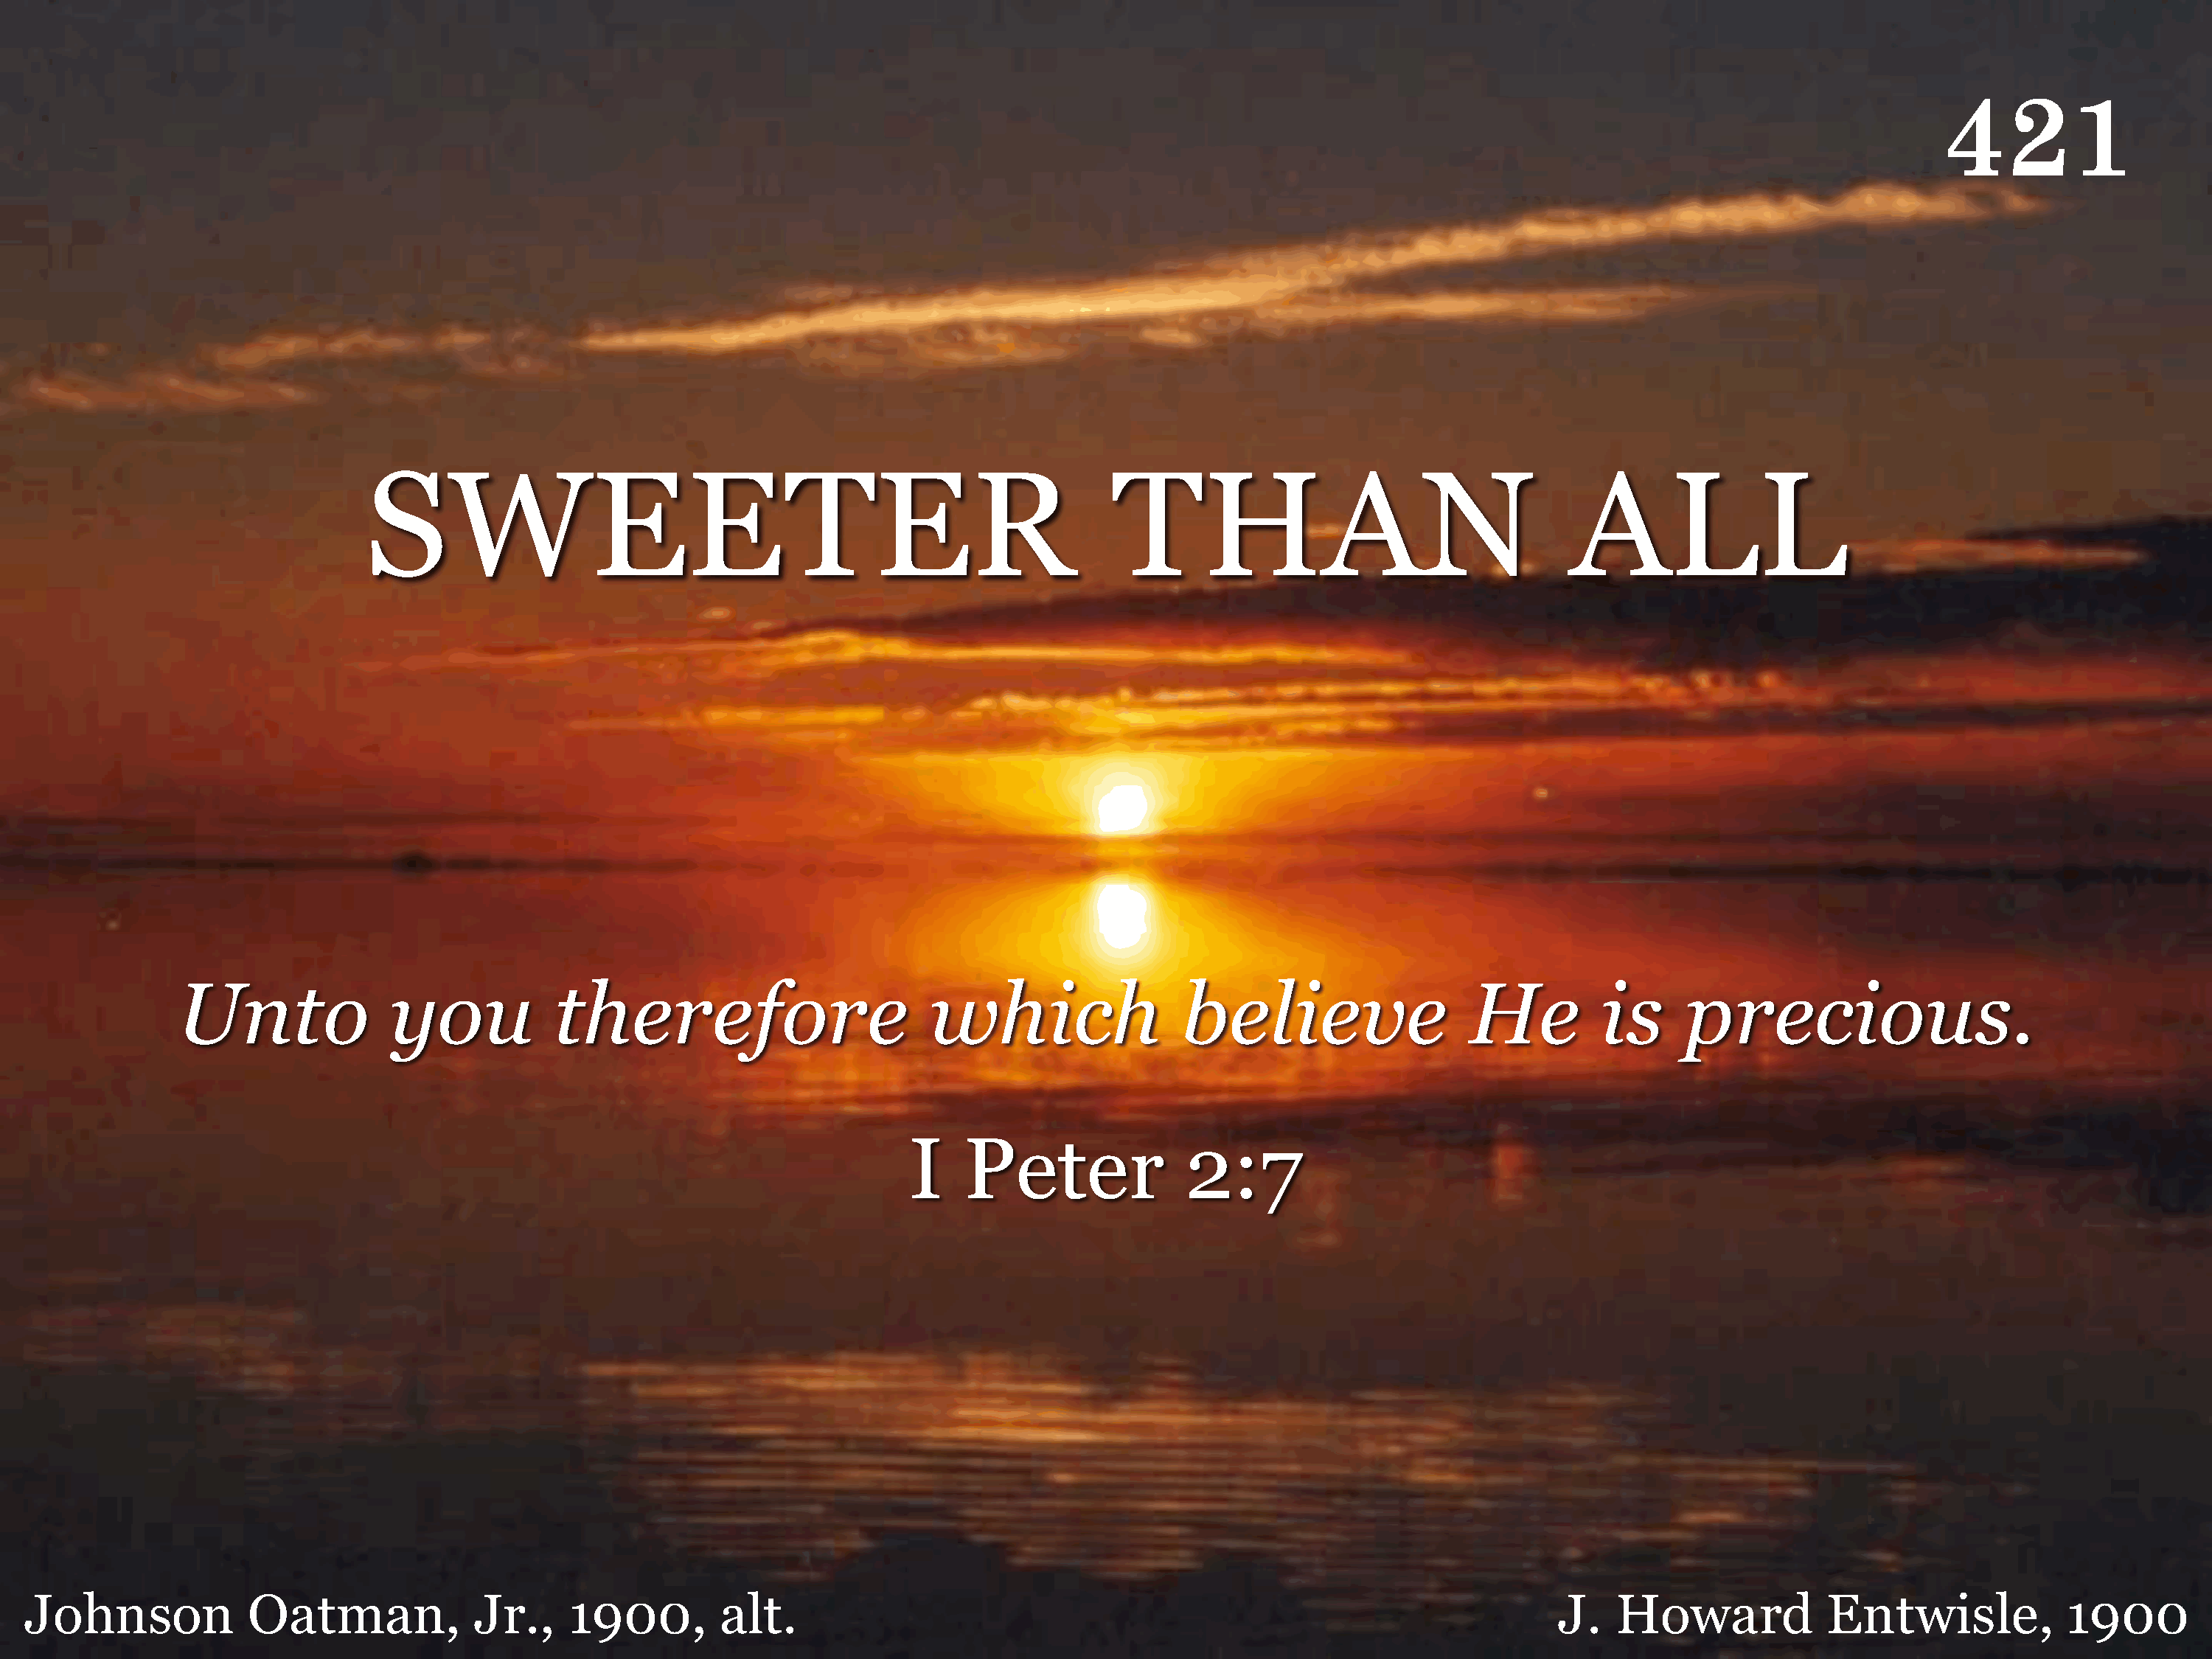 421
SWEETER THAN ALL
Unto you therefore which believe He is precious.
I Peter 2:7
Johnson Oatman, Jr., 1900, alt.
J. Howard Entwisle, 1900